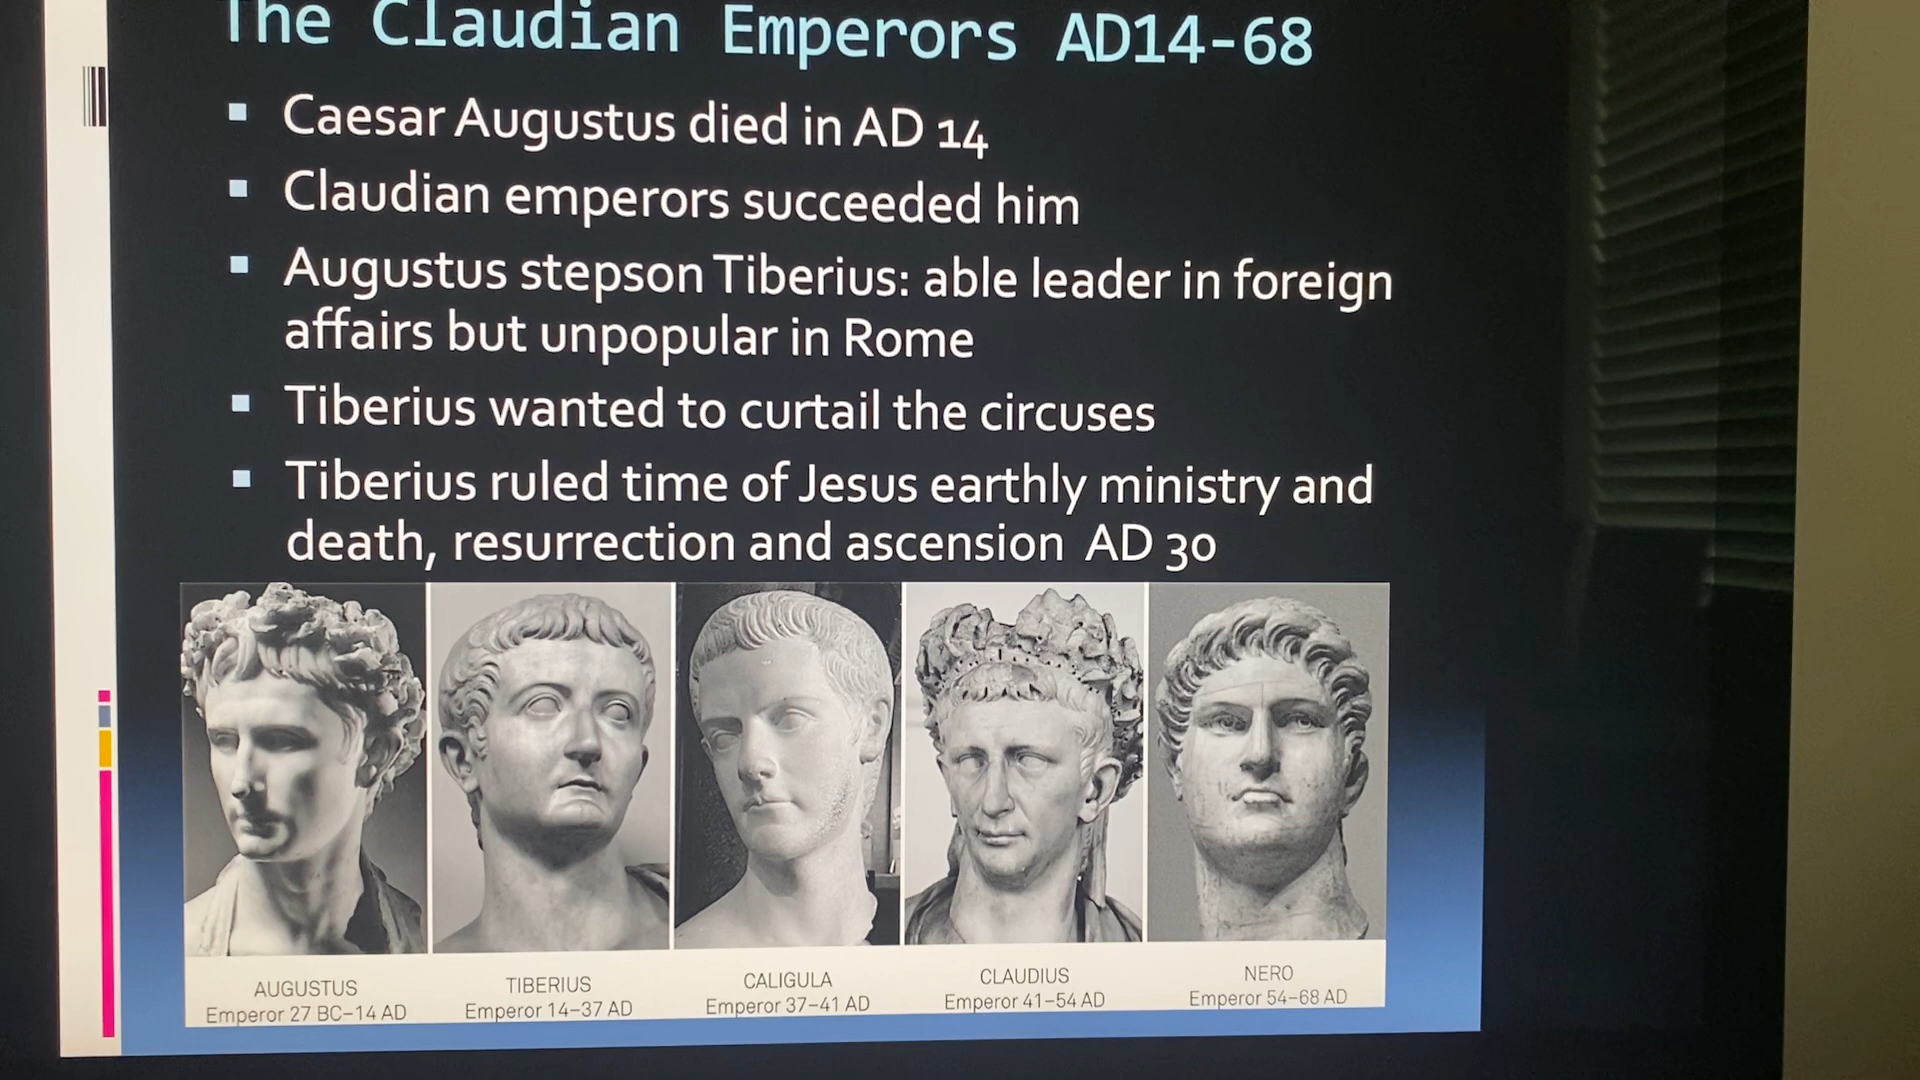 The Claudian Emperors AD14-68
Caesar Augustus died in AD 14
Claudian emperors succeeded him
Augustus stepson Tiberius: able leader in foreign
affairs but unpopular in Rome
Tiberius wanted to curtail the circuses
Tiberius ruled time of Jesus earthly ministry and
death, resurrection and ascension AD 30
AUGUSTUS
Emperor 27 BC–14 AD
TIBERIUS
Emperor 14–37 AD
CALIGULA
Emperor 37–41 AD
CLAUDIUS
Emperor 41–54 AD
NERO
Emperor 54–68 AD